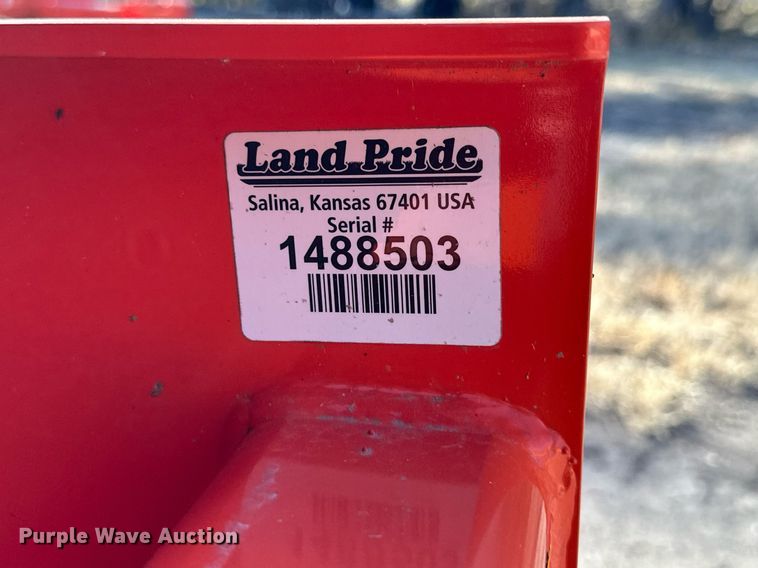 Land Pride
Salina, Kansas 67401 USA
Serial #
1488503
Purple Wave Auction